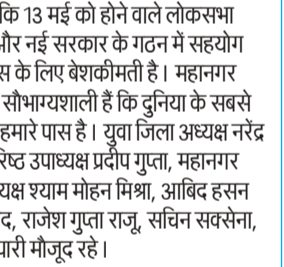 कि 13 मई को होने वाले लोकसभा
और नई सरकार के गठन में सहयोग
के लिए बेशकीमती है। महानगर
सौभाग्यशाली हैं कि दुनिया के सबसे
हमारे पास है। युवा जिला अध्यक्ष नरेंद्र
उपाध्यक्ष प्रदीप गुप्ता, महानगर
श्याम मोहन मिश्रा, आबिद हसन
राजेश गुप्ता राजू, सचिन सक्सेना,
मौजूद रहे।